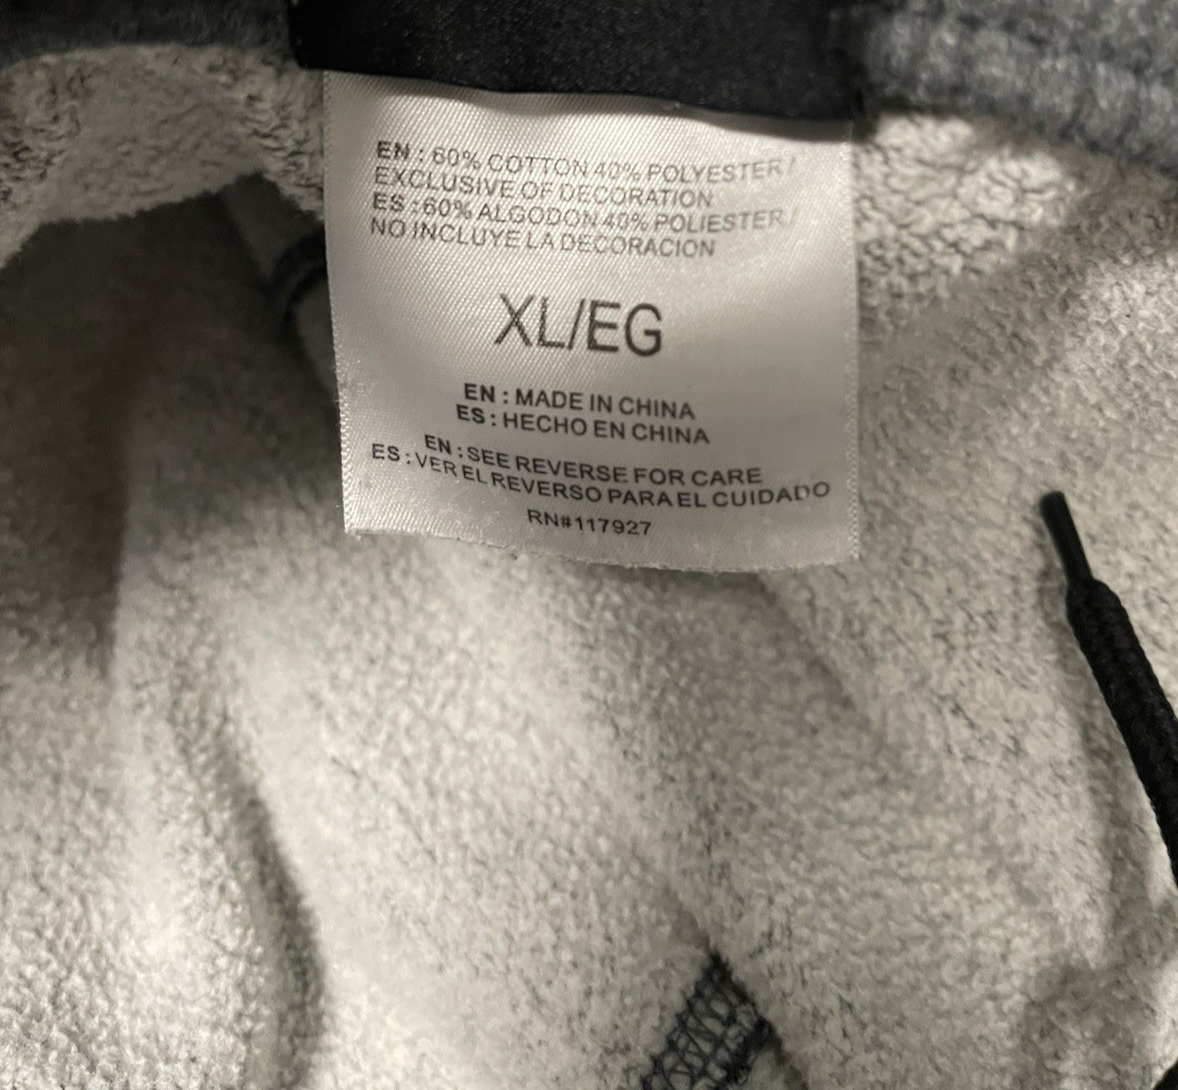 EN : 60% COTTON 40% POLYESTER /
EXCLUSIVE OF DECORATION
ES : 60% ALGODON 40% POLIESTER /
NO INCLUYE LA DECORACION
XL/EG
EN : MADE IN CHINA
ES : HECHO EN CHINA
EN : SEE REVERSE FOR CARE
ES : VER EL REVERSO PARA EL CUIDADO
RN#117927